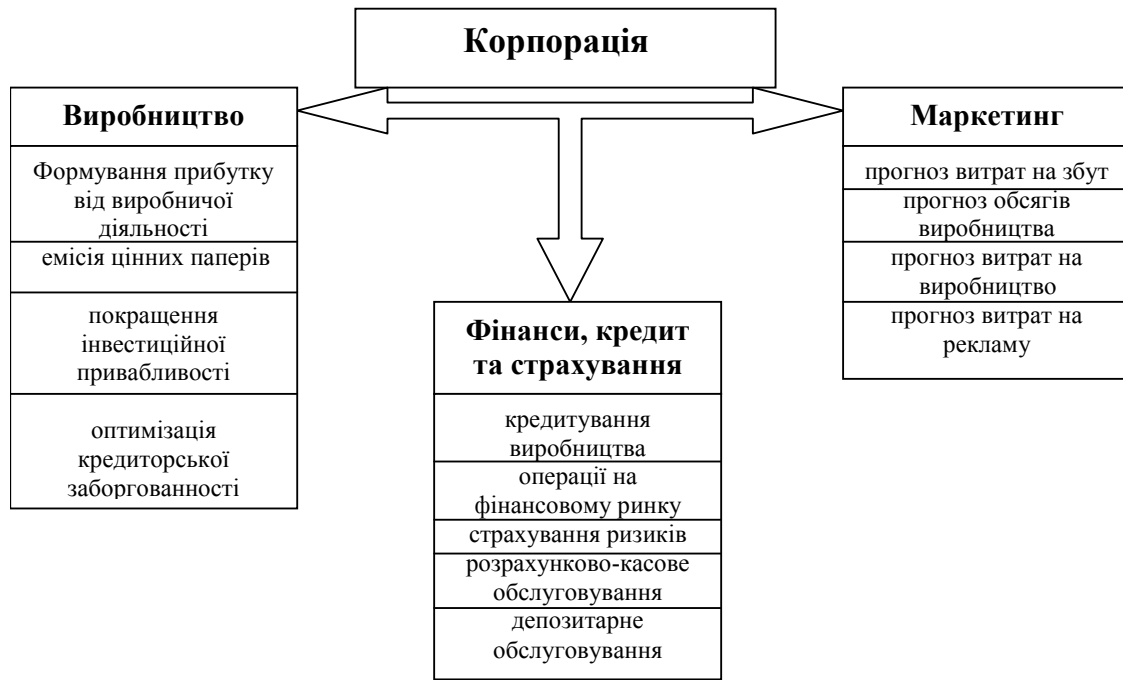 Корпорація
Виробництво
Формування прибутку
від виробничої
діяльності
емісія цінних паперів
покращення
інвестиційної
привабливості
оптимізація
кредиторської
заборгованності
Фінанси, кредит
та страхування
кредитування
виробництва
операції на
фінансовому ринку
страхування ризиків
розрахунково-касове
обслуговування
депозитарне
обслуговування
Маркетинг
прогноз витрат на збут
прогноз обсягів
виробництва
прогноз витрат на
виробництво
прогноз витрат на
рекламу